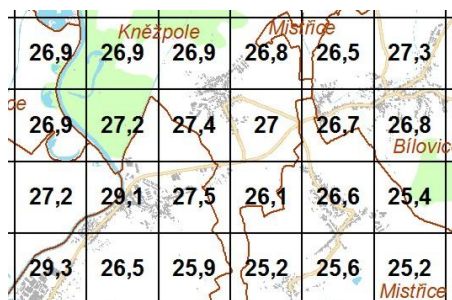 Kněžpole Mistřice
26,9 26,9 26,9 26,8 26,5 27,3
ce
26,9 27,2 27,4 27 26,7 26,8
Bílovic
27,2 29,1 27,5 26,1 26,6 25,4
29,3 26,5 25,9 25,2 25,6 25,2
Mistřice